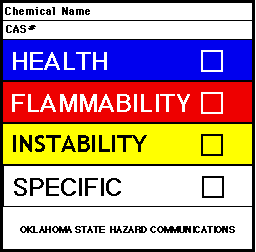 Chemical Name
CAS#
HEALTH
FLAMMABILITY
INSTABILITY
SPECIFIC
OKLAHOMA STATE HAZARD COMMUNICATIONS